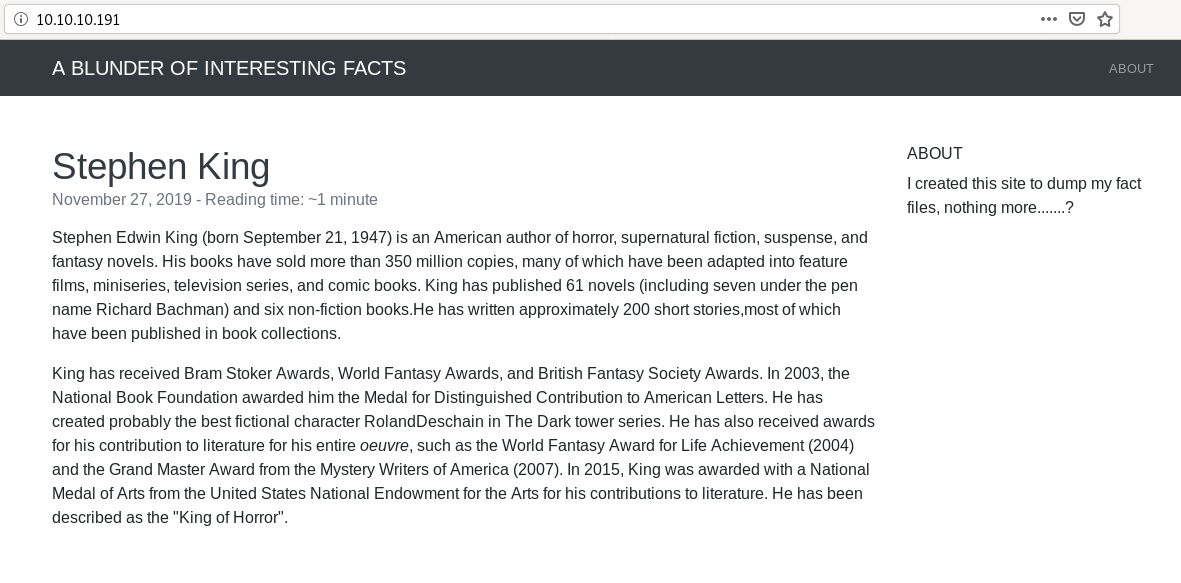 10.10.10.191
A BLUNDER OF INTERESTING FACTS
ABOUT
Stephen King
November 27, 2019 - Reading time: ~1 minute
Stephen Edwin King (born September 21, 1947) is an American author of horror, supernatural fiction, suspense, and
fantasy novels. His books have sold more than 350 million copies, many of which have been adapted into feature
films, miniseries, television series, and comic books. King has published 61 novels (including seven under the pen
name Richard Bachman) and six non-fiction books.He has written approximately 200 short stories,most of which
have been published in book collections.
King has received Bram Stoker Awards, World Fantasy Awards, and British Fantasy Society Awards. In 2003, the
National Book Foundation awarded him the Medal for Distinguished Contribution to American Letters. He has
created probably the best fictional character RolandDeschain in The Dark tower series. He has also received awards
for his contribution to literature for his entire oeuvre, such as the World Fantasy Award for Life Achievement (2004)
and the Grand Master Award from the Mystery Writers of America (2007). In 2015, King was awarded with a National
Medal of Arts from the United States National Endowment for the Arts for his contributions to literature. He has been
described as the "King of Horror".
ABOUT
I created this site to dump my fact
files, nothing more.......?